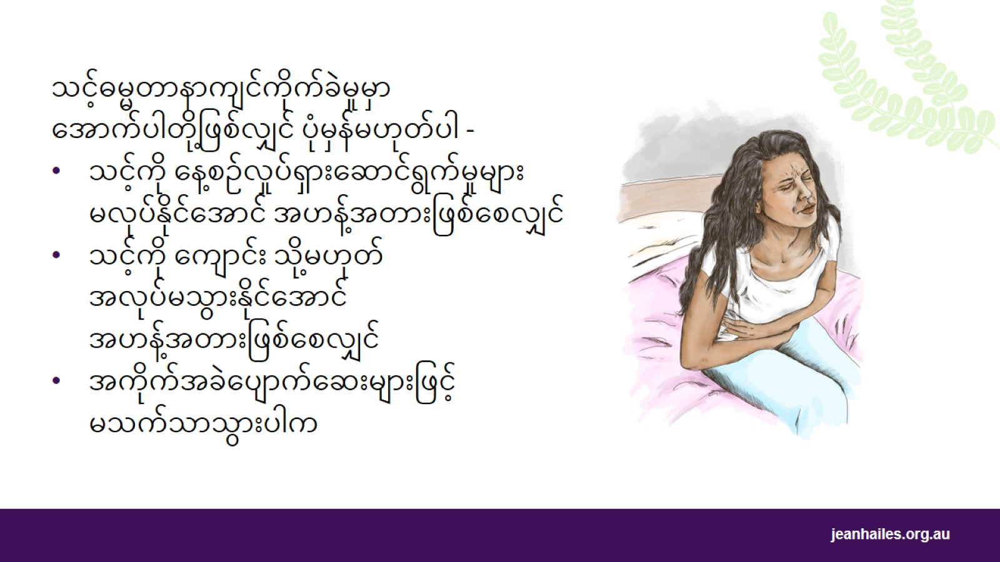 သင့်ဓမ္မတာနာကျင်ကိုက်ခဲမှုမှာ
အောက်ပါတို့ဖြစ်လျှင် ပုံမှန်မဟုတ်ပါ -
• သင့်ကို နေ့စဉ်လှုပ်ရှားဆောင်ရွက်မှုများ
မလုပ်နိုင်အောင် အဟန့်အတားဖြစ်စေလျှင်
• သင့်ကို ကျောင်း သို့မဟုတ်
အလုပ်မသွားနိုင်အောင်
အဟန့်အတားဖြစ်စေလျှင်
• အကိုက်အခဲပျောက်ဆေးများဖြင့်
မသက်သာသွားပါက
jeanhailes.org.au